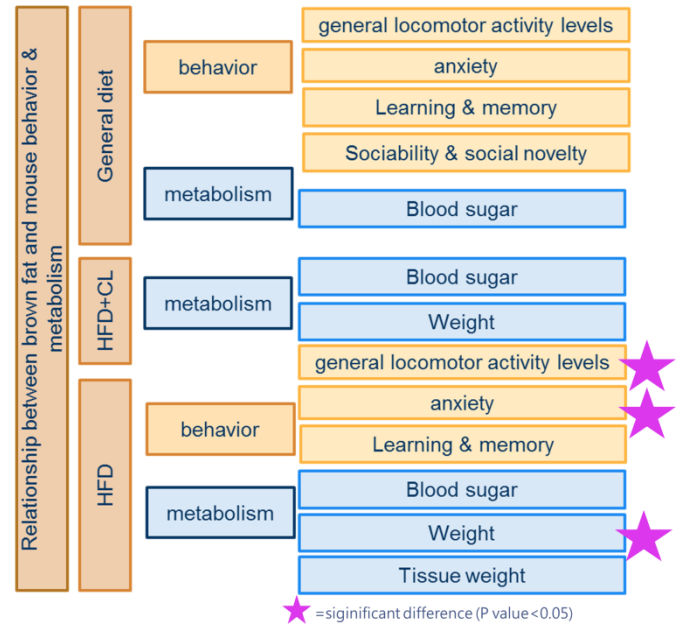 Relationship between brown fat and mouse behavior &
metabolism
General diet
behavior
general locomotor activity levels
anxiety
Learning & memory
Sociability & social novelty
metabolism
Blood sugar
HFD+CL
metabolism
Blood sugar
Weight
HFD
behavior
general locomotor activity levels
anxiety
Learning & memory
metabolism
Blood sugar
Weight
Tissue weight
=siginificant difference (P value<0.05)